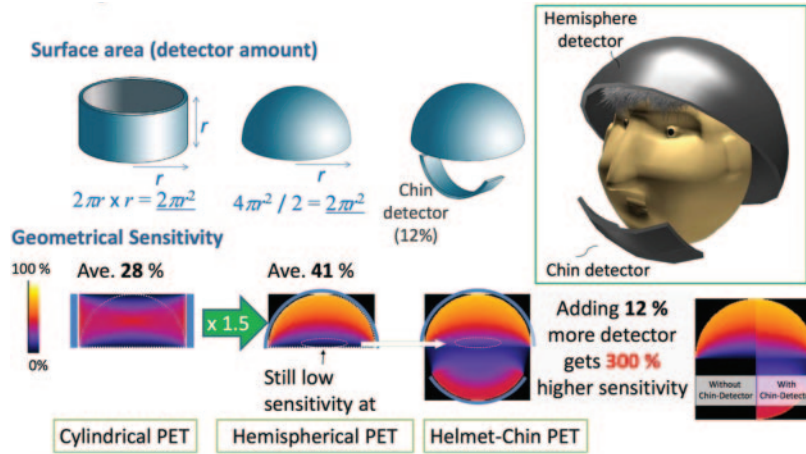 Surface area (detector amount)
Hemisphere
detector
r
r
r
2πr x r = 2πr²
4πr² / 2 = 2πr²
Chin
detector
(12%)
Chin detector
Geometrical Sensitivity
100 %
0%
Ave. 28 %
Ave. 41 %
x 1.5
Still low
sensitivity at
Adding 12 %
more detector
gets 300 %
higher sensitivity
Without
Chin-Detector
With
Chin-Detector
Cylindrical PET
Hemispherical PET
Helmet-Chin PET